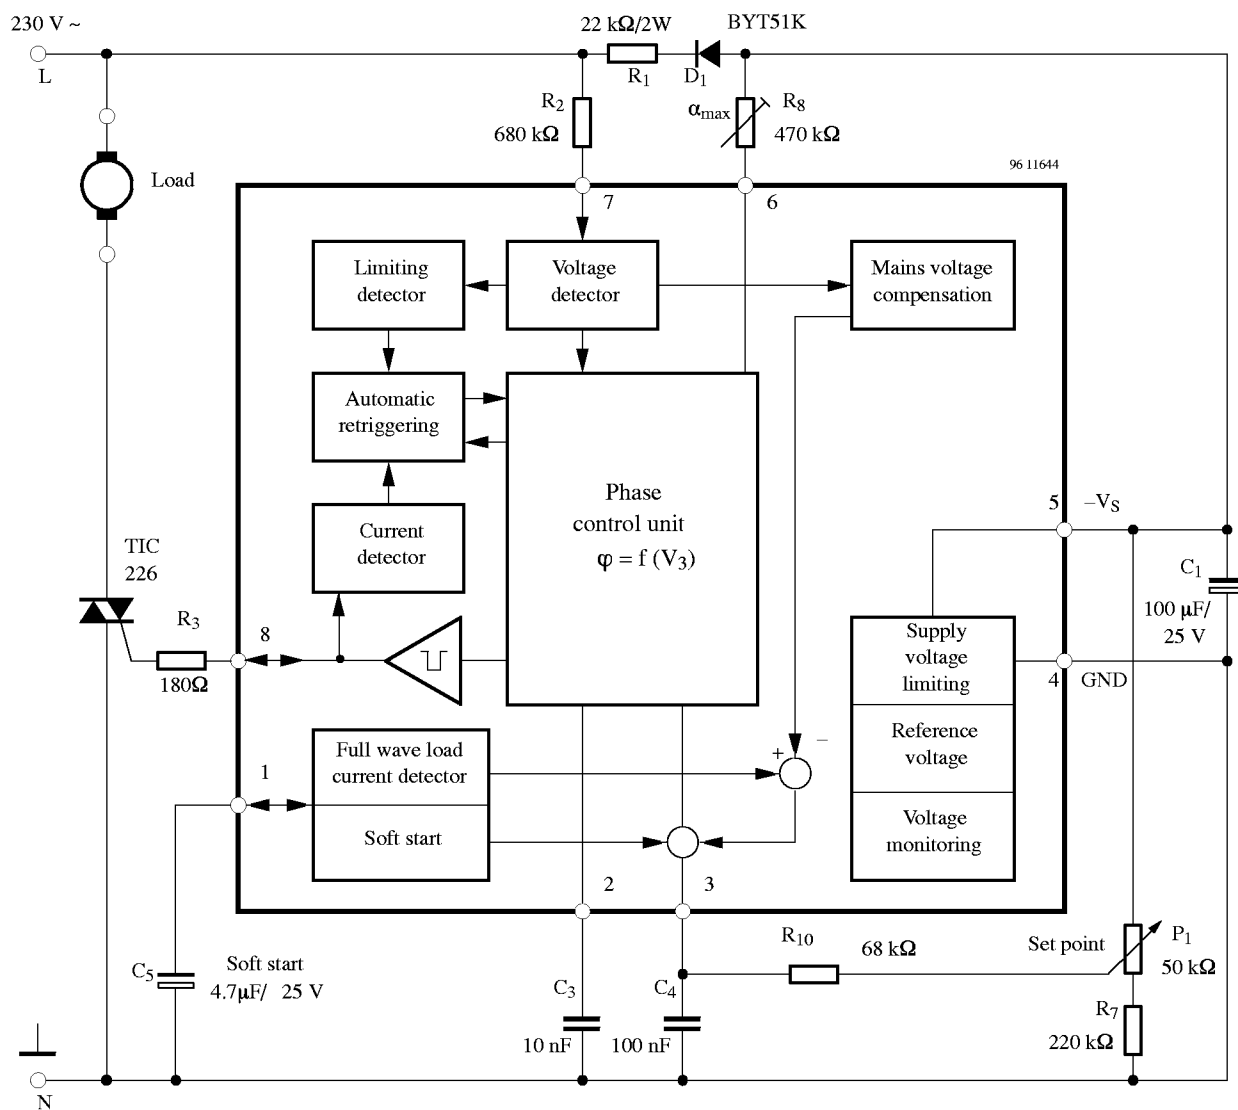 230 V ~
L
22 kΩ/2W
R1
BYT51K
D1
R2
680 kΩ
αmax
R8
470 kΩ
96 11644
Load
7
6
Limiting
detector
Voltage
detector
Mains voltage
compensation
Automatic
retriggering
Phase
control unit
φ = f (V3)
Current
detector
5
–VS
C1
100 µF/
25 V
TIC
226
R3
180Ω
8
Supply
voltage
limiting
4
GND
Reference
voltage
Voltage
monitoring
1
Full wave load
current detector
Soft start
+
–
2
3
R10
68 kΩ
Set point
P1
50 kΩ
C5
Soft start
4.7µF/ 25 V
C3
10 nF
C4
100 nF
R7
220 kΩ
N